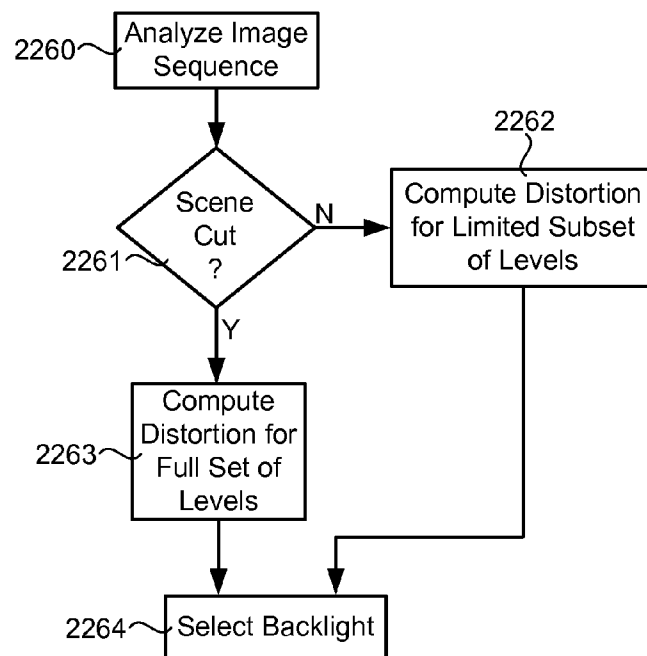 2260
Analyze Image
Sequence
2261
Scene
Cut
?
N
Y
2262
Compute Distortion
for Limited Subset
of Levels
2263
Compute
Distortion for
Full Set of
Levels
2264
Select Backlight